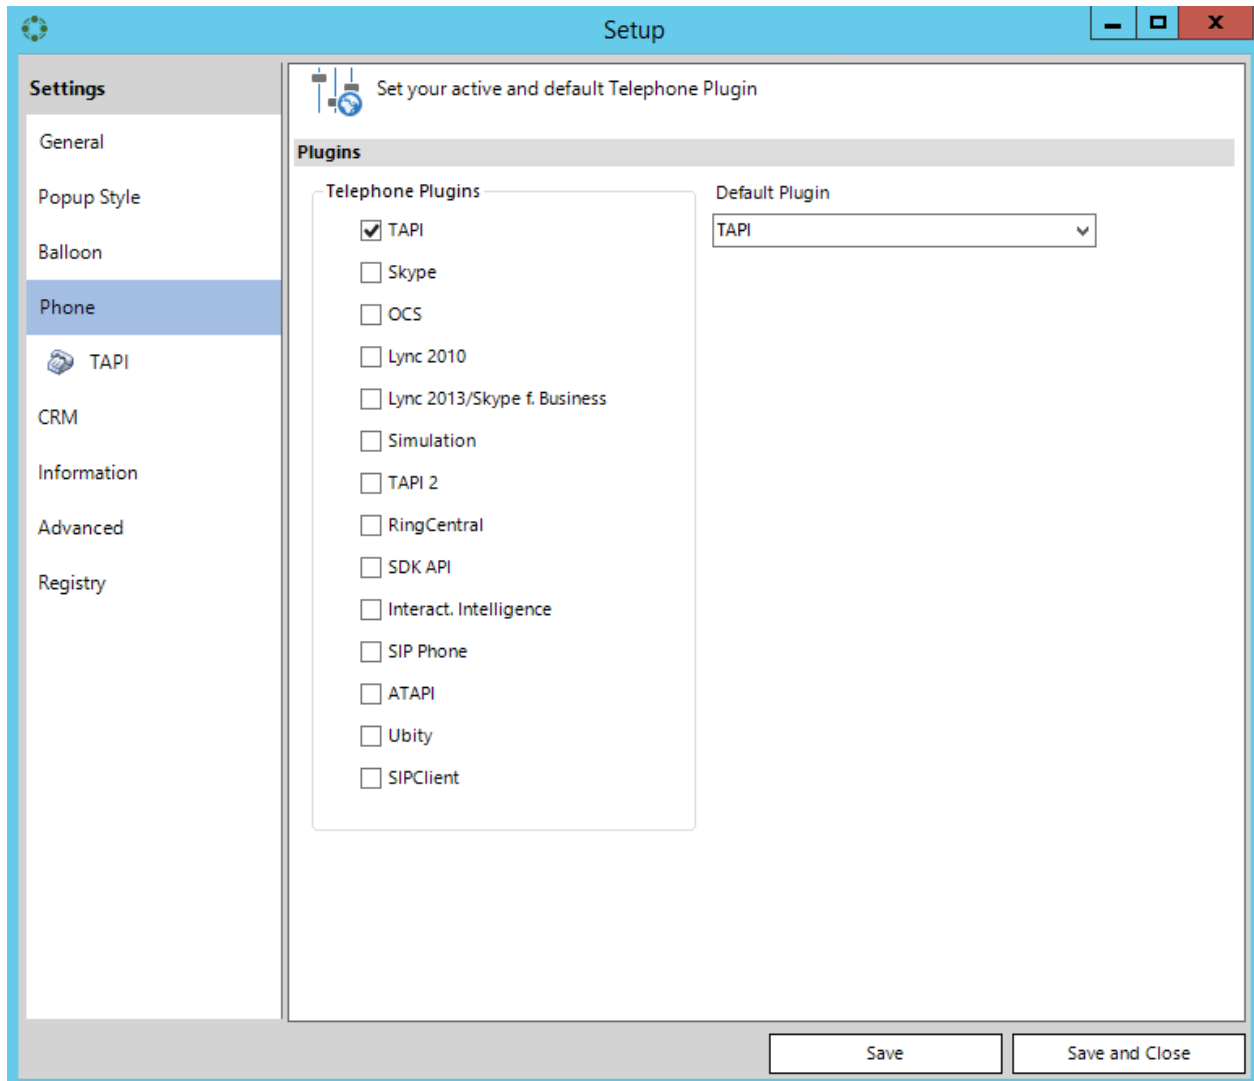 Setup
Settings
General
Popup Style
Balloon
Phone
TAPI
CRM
Information
Advanced
Registry
Set your active and default Telephone Plugin
Plugins
Telephone Plugins
TAPI
Skype
OCS
Lync 2010
Lync 2013/Skype f. Business
Simulation
TAPI 2
RingCentral
SDK API
Interact. Intelligence
SIP Phone
ATAPI
Ubity
SIPClient
Default Plugin
TAPI
Save
Save and Close